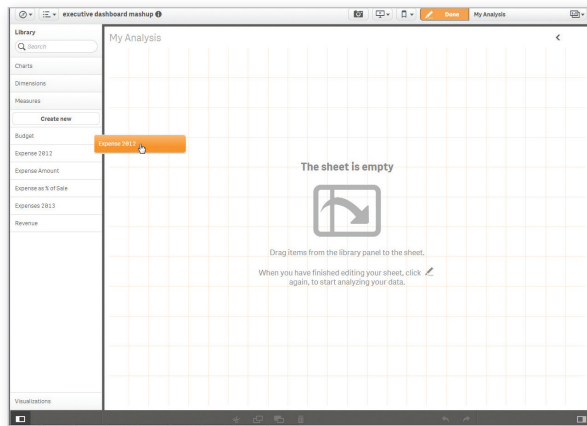 executive dashboard mashup
Done
My Analysis
Library
Search
Charts
Dimensions
Measures
Create new
Budget
Expense 2012
Expense Amount
Expense as % of Sale
Expenses 2013
Revenue
Visualizations
My Analysis
Expense 2012
The sheet is empty
Drag items from the library panel to the sheet.
When you have finished editing your sheet, click
again, to start analyzing your data.